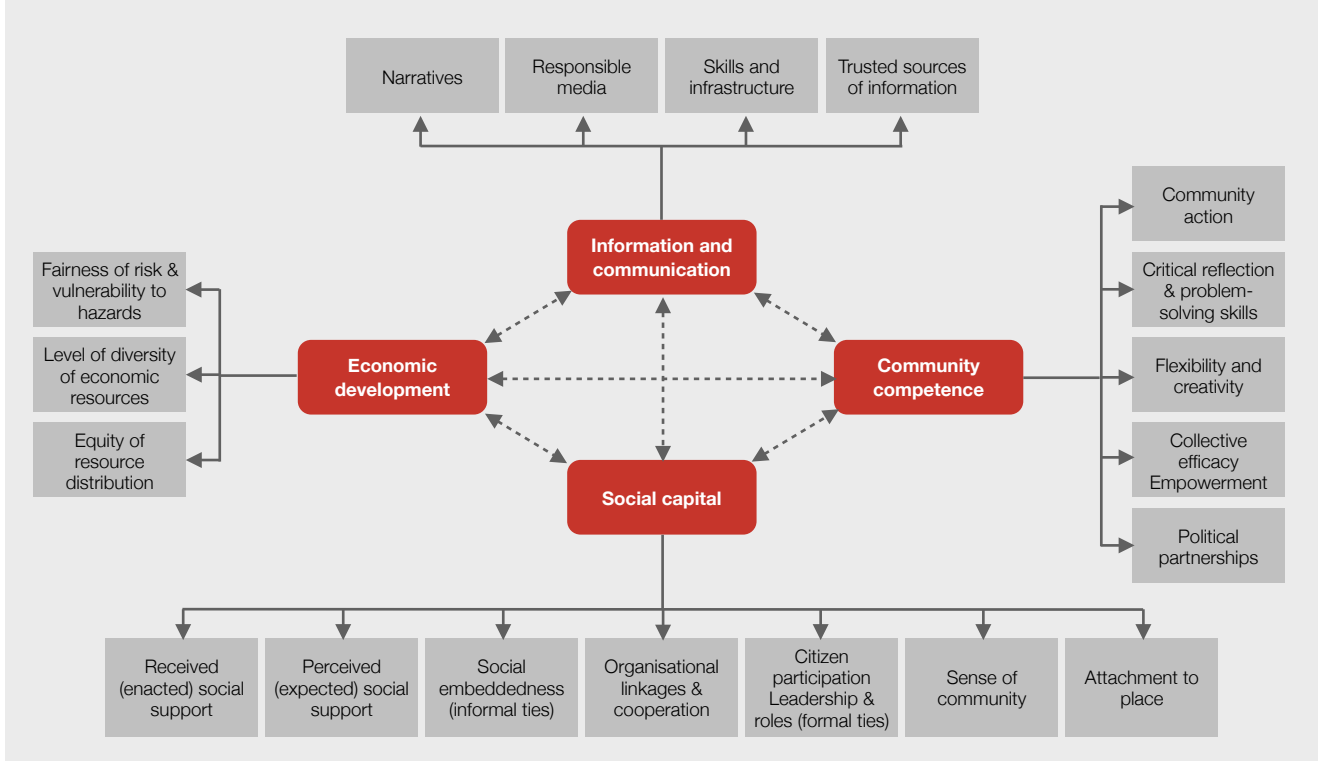 Narratives
Responsible
media
Skills and
infrastructure
Trusted sources
of information
Information and
communication
Community
action
Critical reflection
& problem-
solving skills
Flexibility and
creativity
Collective
efficacy
Empowerment
Political
partnerships
Fairness of risk &
vulnerability to
hazards
Level of diversity
of economic
resources
Equity of
resource
distribution
Economic
development
Community
competence
Social capital
Received
(enacted) social
support
Perceived
(expected) social
support
Social
embeddedness
(informal ties)
Organisational
linkages &
cooperation
Citizen
participation
Leadership &
roles (formal ties)
Sense of
community
Attachment to
place